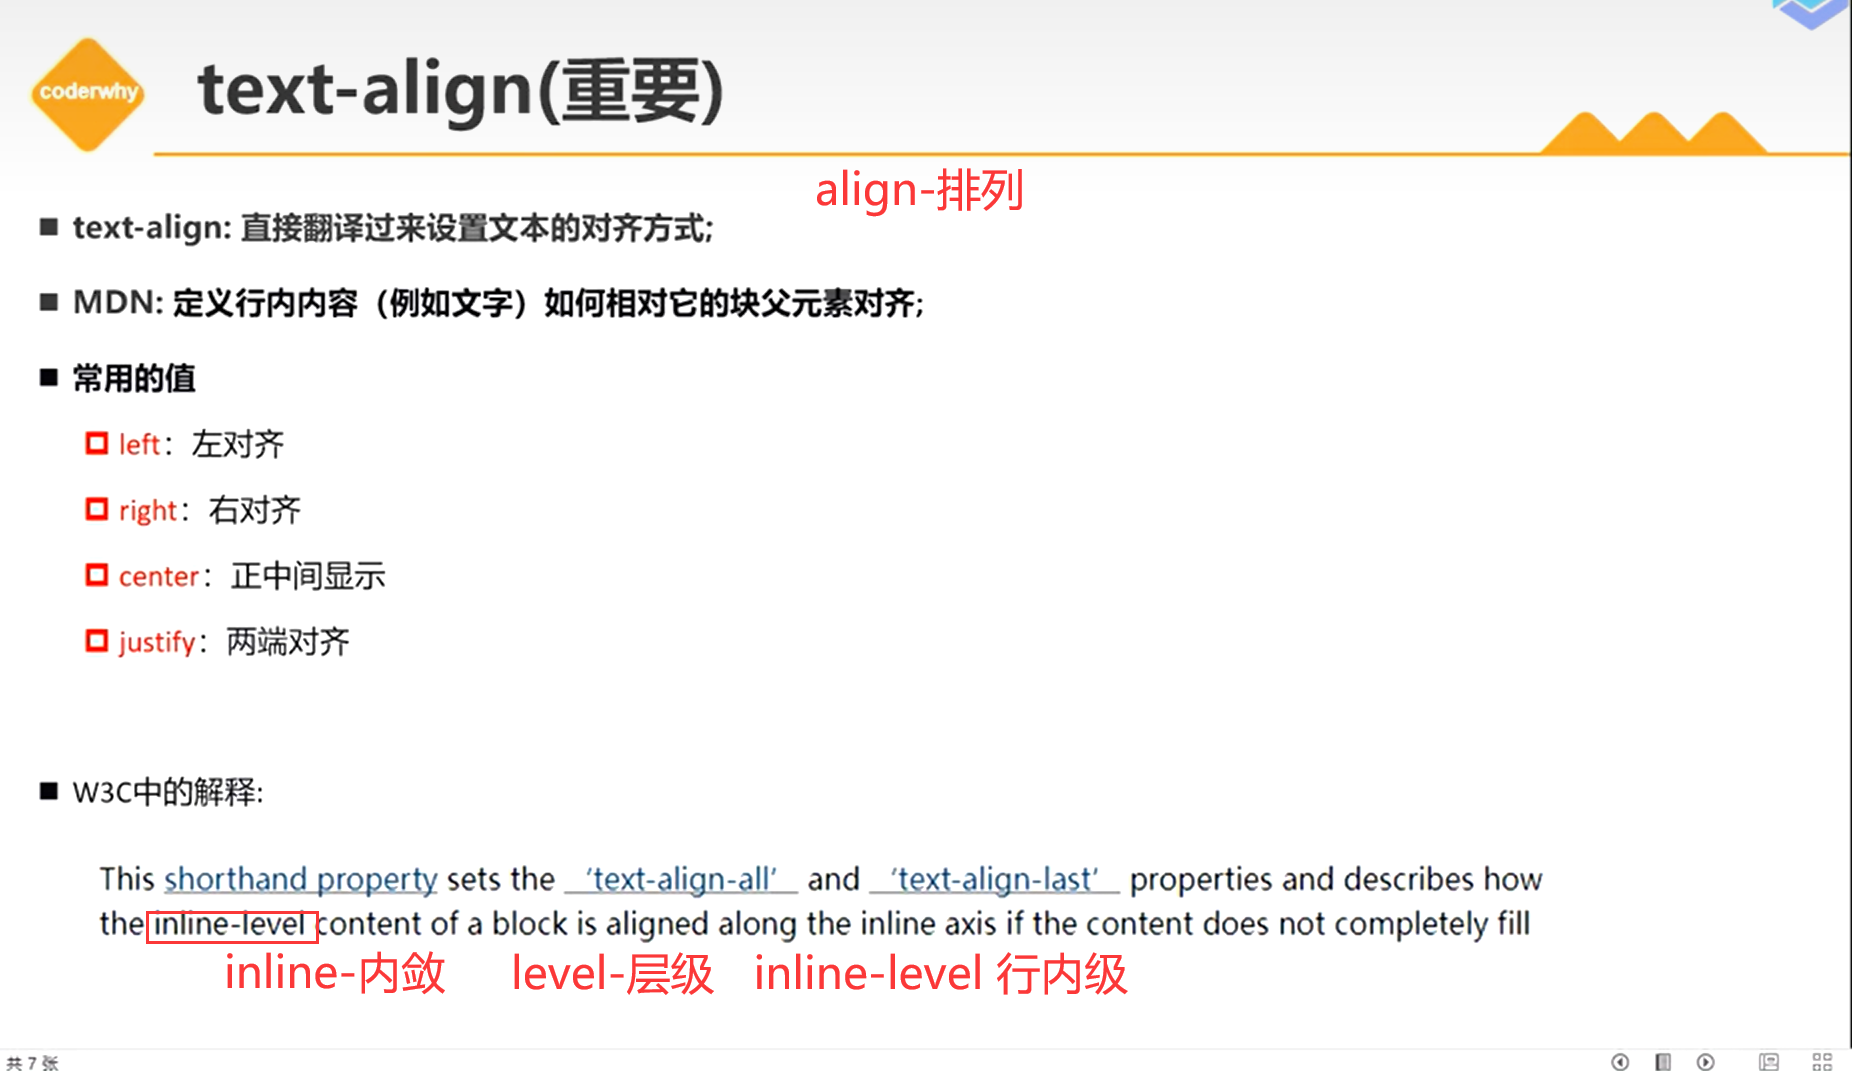 coderwhy
text-align(重要)
align-排列
text-align: 直接翻译过来设置文本的对齐方式;
MDN: 定义行内内容（例如文字）如何相对它的块父元素对齐;
常用的值
left：左对齐
right：右对齐
center：正中间显示
justify：两端对齐
W3C中的解释:
This shorthand property sets the ‘text-align-all’ and ‘text-align-last’ properties and describes how
the inline-level content of a block is aligned along the inline axis if the content does not completely fill
inline-内敛 level-层级 inline-level 行内级
共 7 张